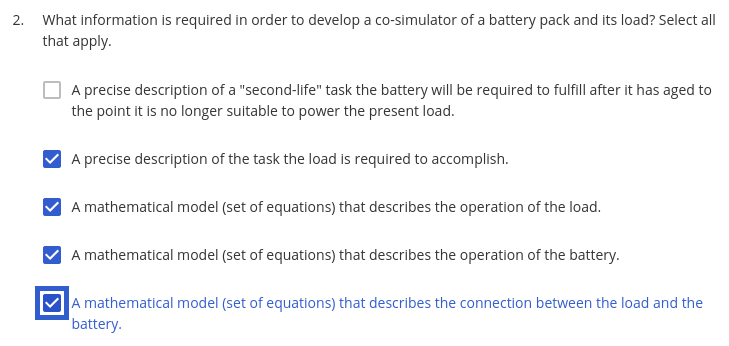 2. What information is required in order to develop a co-simulator of a battery pack and its load? Select all
that apply.
A precise description of a "second-life" task the battery will be required to fulfill after it has aged to
the point it is no longer suitable to power the present load.
A precise description of the task the load is required to accomplish.
A mathematical model (set of equations) that describes the operation of the load.
A mathematical model (set of equations) that describes the operation of the battery.
A mathematical model (set of equations) that describes the connection between the load and the
battery.